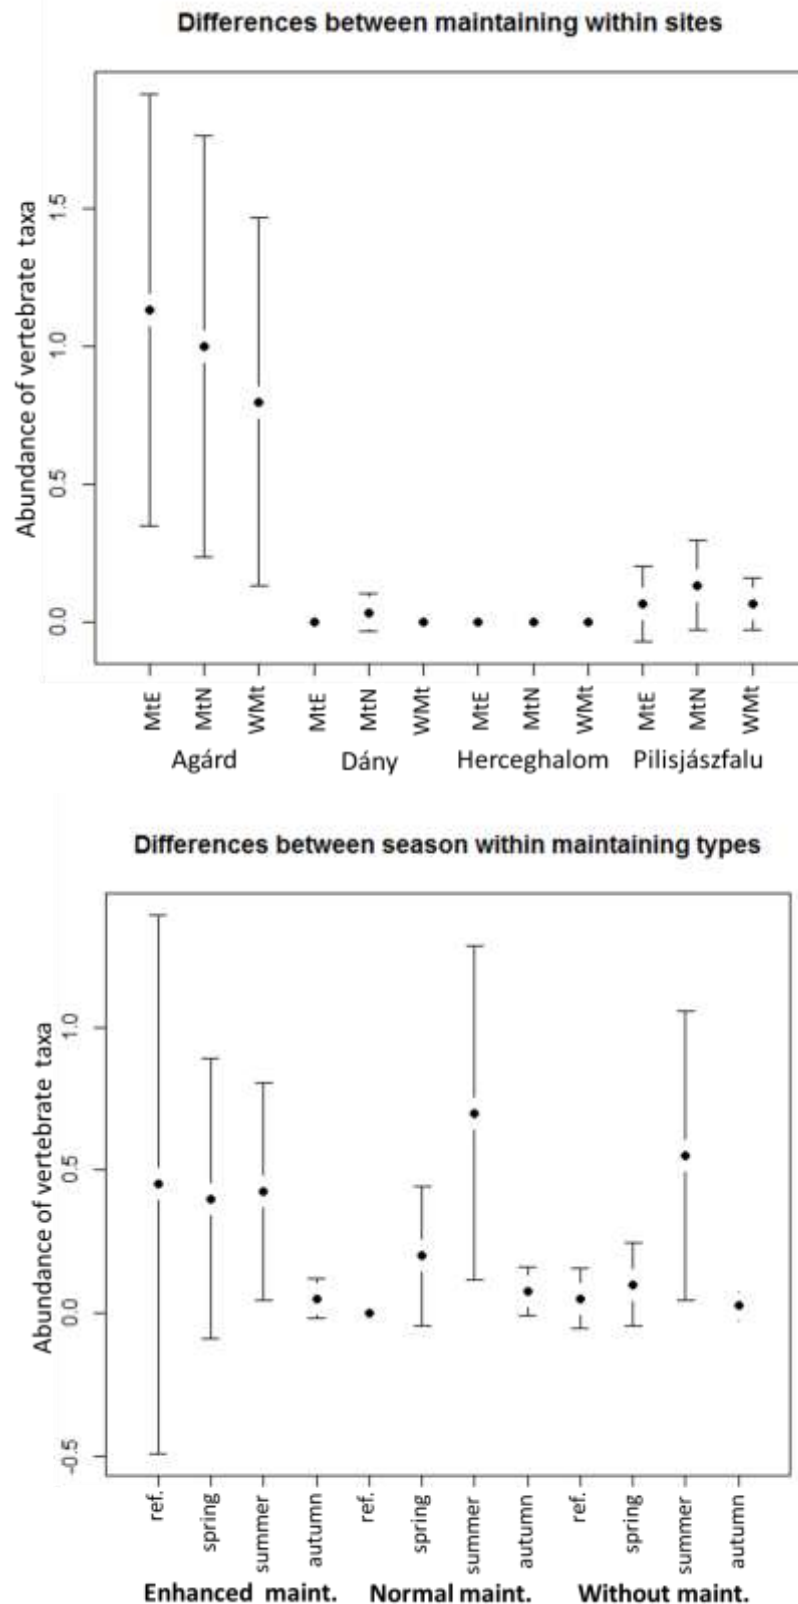 Differences between maintaining within sites
Abundance of vertebrate taxa
1.5
1.0
0.5
0.0
MtE MtN WMt MtE MtN WMt MtE MtN WMt MtE MtN WMt
Agárd Dány Herceghalom Pilisjászfalu
Differences between season within maintaining types
Abundance of vertebrate taxa
1.0
0.5
0.0
-0.5
ref. spring summer autumn ref. spring summer autumn ref. spring summer autumn
Enhanced maint. Normal maint. Without maint.